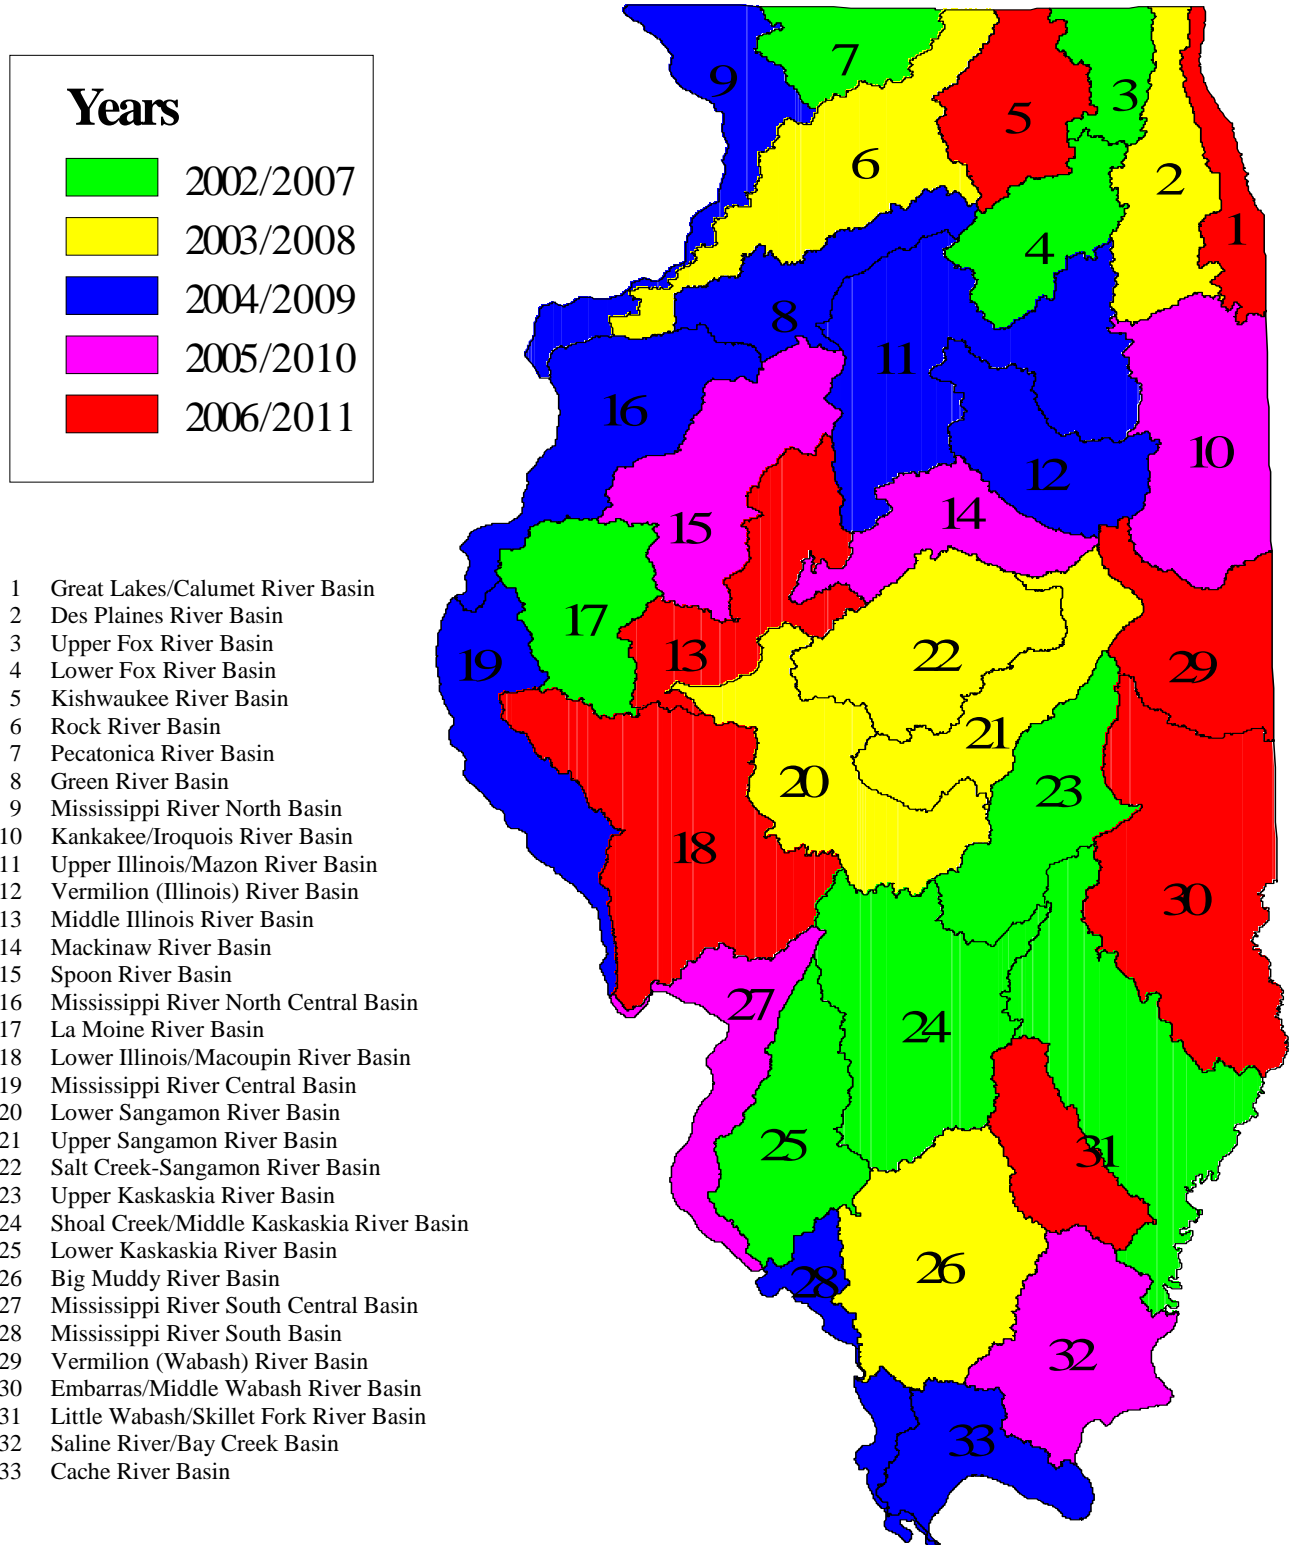 Years
2002/2007
2003/2008
2004/2009
2005/2010
2006/2011
1 Great Lakes/Calumet River Basin
2 Des Plaines River Basin
3 Upper Fox River Basin
4 Lower Fox River Basin
5 Kishwaukee River Basin
6 Rock River Basin
7 Pecatonica River Basin
8 Green River Basin
9 Mississippi River North Basin
10 Kankakee/Iroquois River Basin
11 Upper Illinois/Mazon River Basin
12 Vermilion (Illinois) River Basin
13 Middle Illinois River Basin
14 Mackinaw River Basin
15 Spoon River Basin
16 Mississippi River North Central Basin
17 La Moine River Basin
18 Lower Illinois/Macoupin River Basin
19 Mississippi River Central Basin
20 Lower Sangamon River Basin
21 Upper Sangamon River Basin
22 Salt Creek-Sangamon River Basin
23 Upper Kaskaskia River Basin
24 Shoal Creek/Middle Kaskaskia River Basin
25 Lower Kaskaskia River Basin
26 Big Muddy River Basin
27 Mississippi River South Central Basin
28 Mississippi River South Basin
29 Vermilion (Wabash) River Basin
30 Embarras/Middle Wabash River Basin
31 Little Wabash/Skillet Fork River Basin
32 Saline River/Bay Creek Basin
33 Cache River Basin
7
9
3
5
6
2
1
4
8
11
16
10
12
14
15
17
22
13
19
29
21
20
23
18
30
27
24
25
31
26
28
32
33